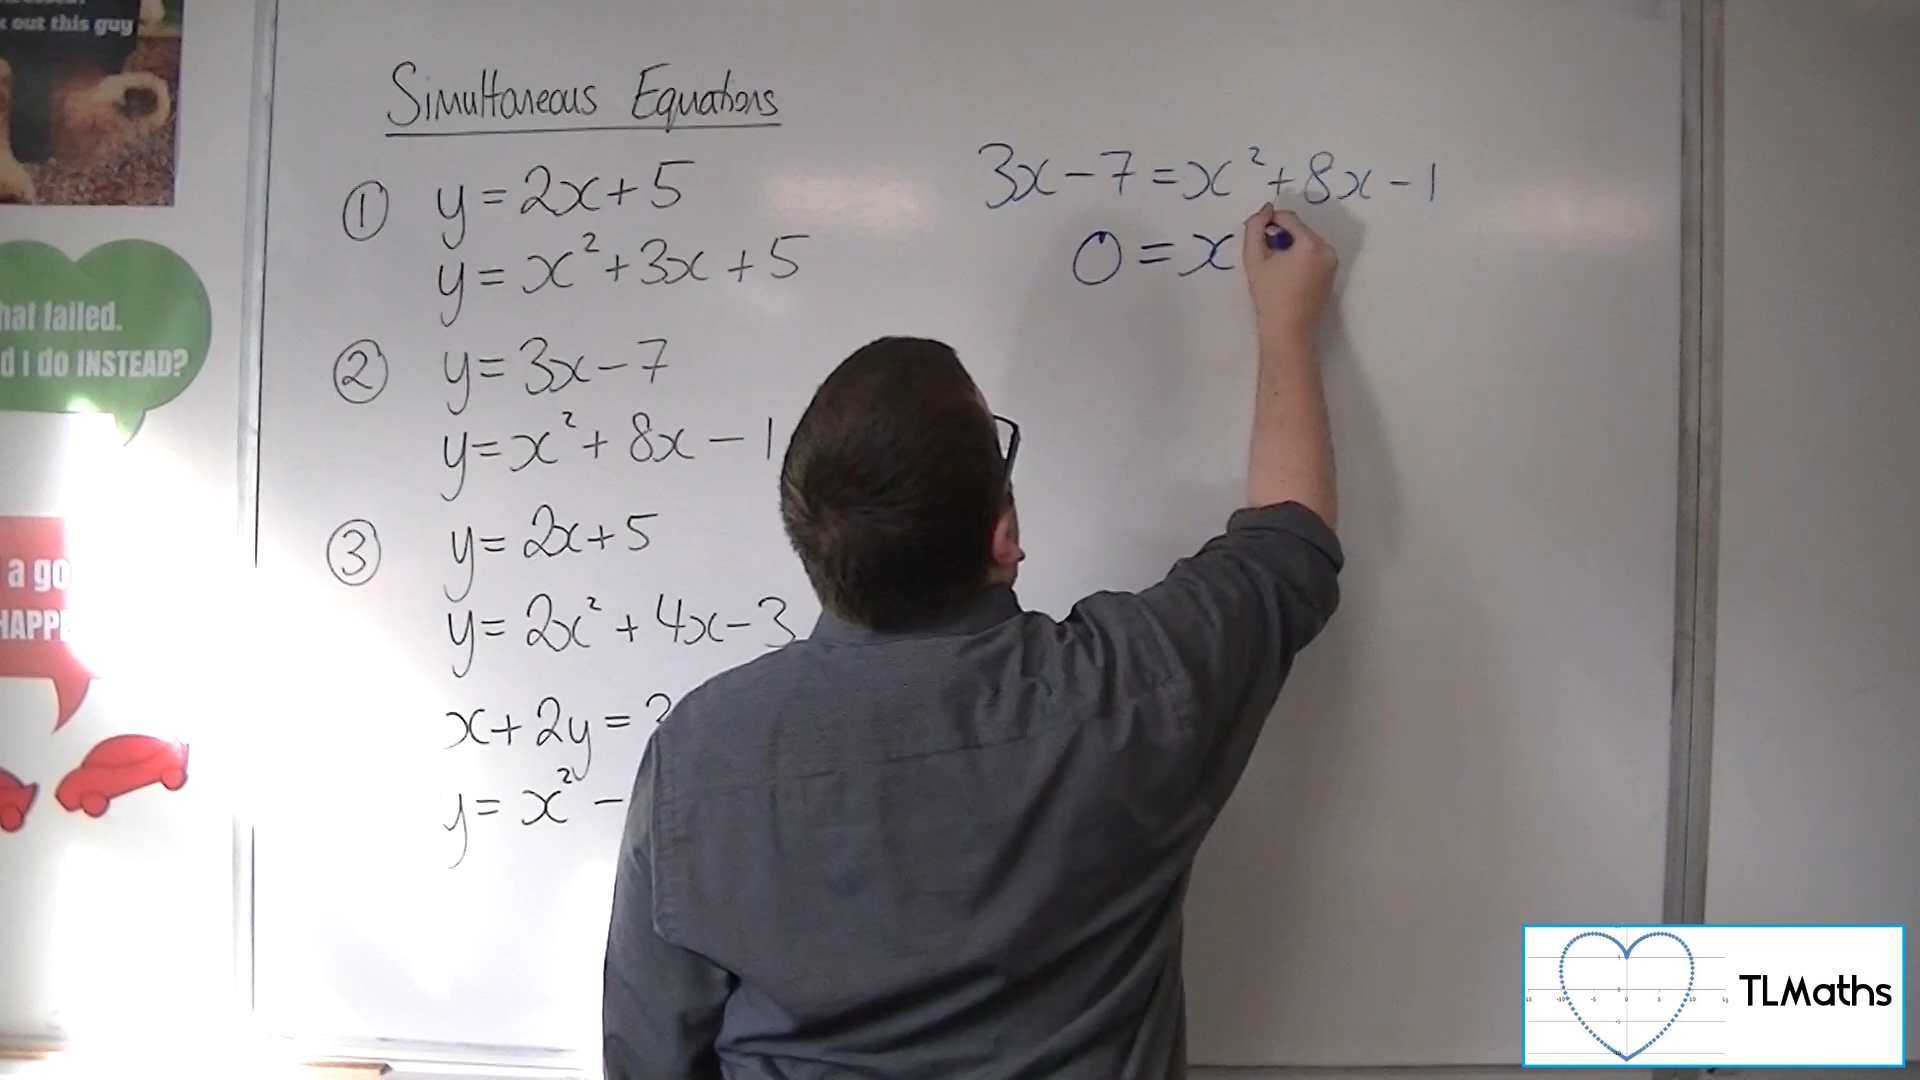 out this guy
hat failed.
d I do INSTEAD?
a go
HAPP
Simultaneous Equations
① y = 2x + 5
y = x² + 3x + 5
② y = 3x - 7
y = x² + 8x - 1
③ y = 2x + 5
y = 2x² + 4x - 3
x + 2y =
y = x² -
3x - 7 = x² + 8x - 1
0 = x
TLMaths